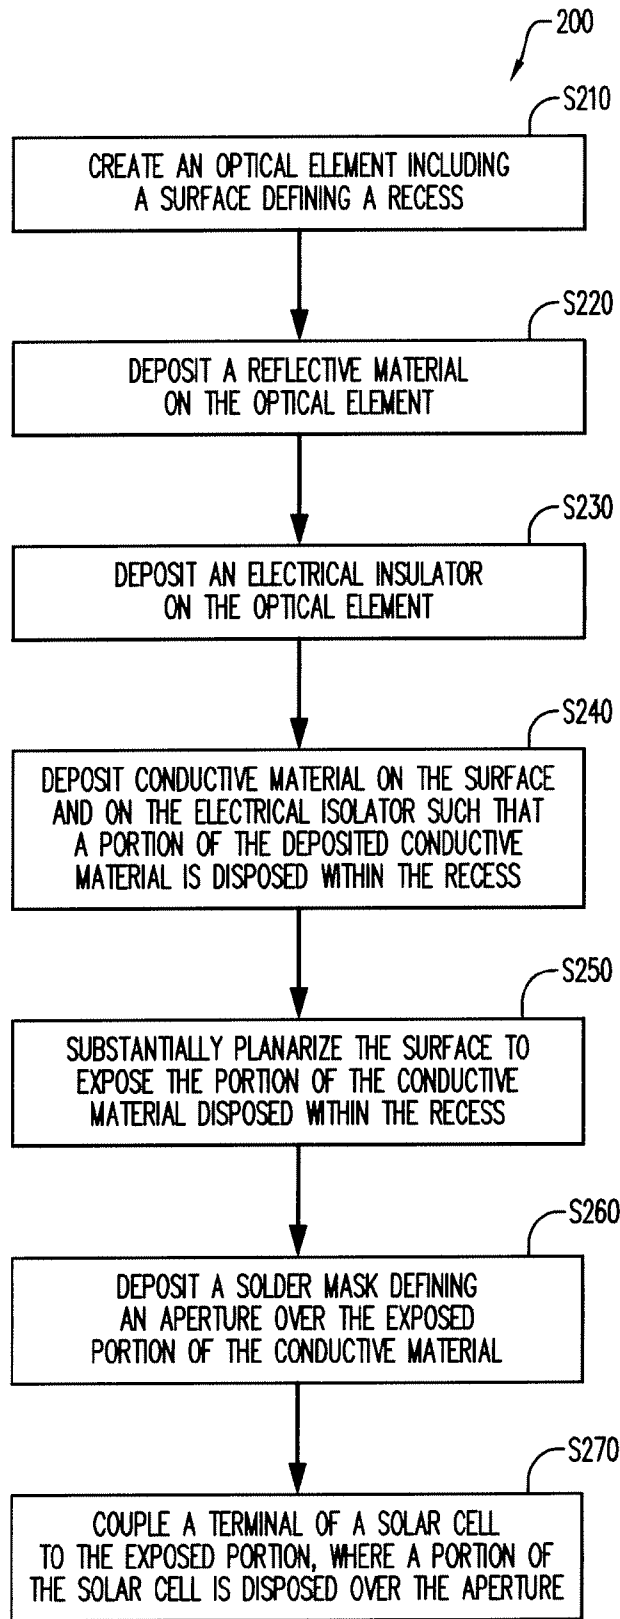 200
S210
CREATE AN OPTICAL ELEMENT INCLUDING
A SURFACE DEFINING A RECESS
S220
DEPOSIT A REFLECTIVE MATERIAL
ON THE OPTICAL ELEMENT
S230
DEPOSIT AN ELECTRICAL INSULATOR
ON THE OPTICAL ELEMENT
S240
DEPOSIT CONDUCTIVE MATERIAL ON THE SURFACE
AND ON THE ELECTRICAL ISOLATOR SUCH THAT
A PORTION OF THE DEPOSITED CONDUCTIVE
MATERIAL IS DISPOSED WITHIN THE RECESS
S250
SUBSTANTIALLY PLANARIZE THE SURFACE TO
EXPOSE THE PORTION OF THE CONDUCTIVE
MATERIAL DISPOSED WITHIN THE RECESS
S260
DEPOSIT A SOLDER MASK DEFINING
AN APERTURE OVER THE EXPOSED
PORTION OF THE CONDUCTIVE MATERIAL
S270
COUPLE A TERMINAL OF A SOLAR CELL
TO THE EXPOSED PORTION, WHERE A PORTION OF
THE SOLAR CELL IS DISPOSED OVER THE APERTURE